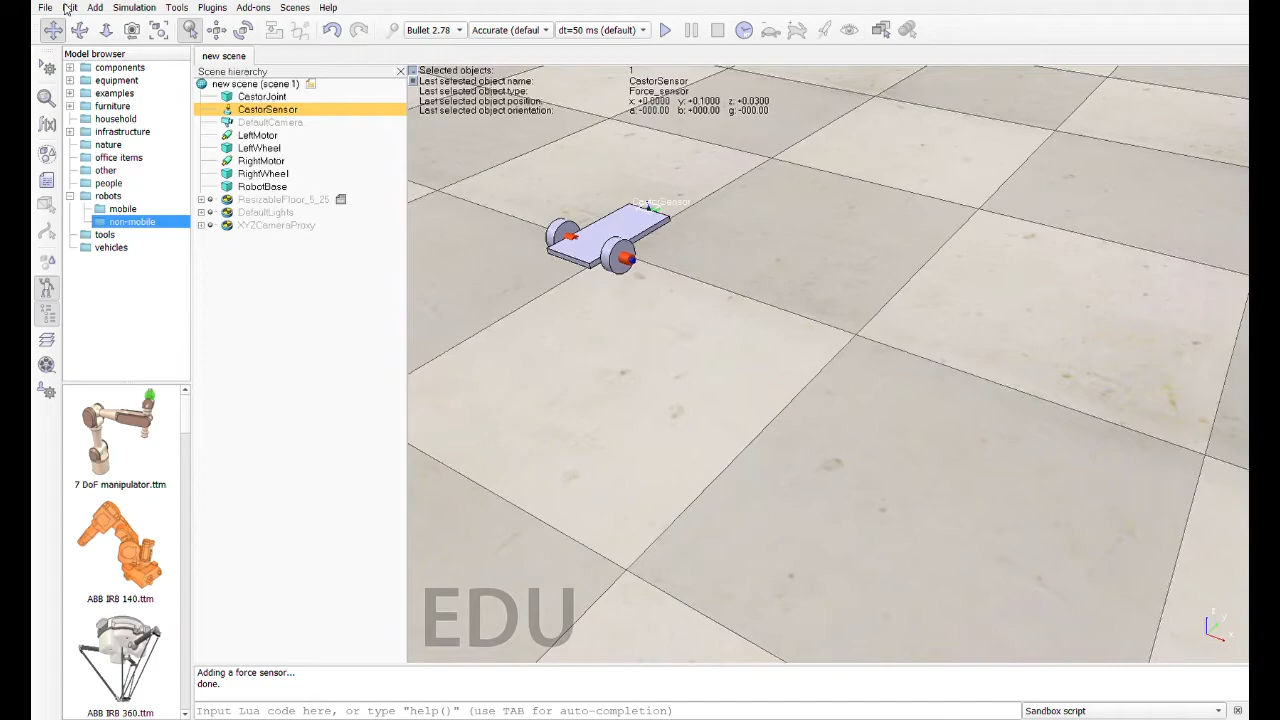 File Edit Add Simulation Tools Plugins Add-ons Scenes Help
Bullet 2.78 Accurate (defaul dt=50 ms (default)
Model browser
components
equipment
examples
furniture
household
infrastructure
nature
office items
other
people
robots
mobile
non-mobile
tools
vehicles
7 DoF manipulator.ttm
ABB IRB 140.ttm
ABB IRB 360.ttm
new scene
Scene hierarchy
new scene (scene 1)
CastorJoint
CastorSensor
DefaultCamera
LeftMotor
LeftWheel
RightMotor
RightWheel
RobotBase
ResizableFloor_5_25
DefaultLights
XYZCameraProxy
Selected objects: 1
Last selected object name: CastorSensor
Last selected object type: Force_sensor
Last selected object position: x: +0.0000 y: +0.1000 z: +0.0300
Last selected object orientation: a: -000.00 b: +000.00 g: -000.00
CastorSensor
EDU
z
y
x
Adding a force sensor...
done.
Input Lua code here, or type "help()" (use TAB for auto-completion)
Sandbox script